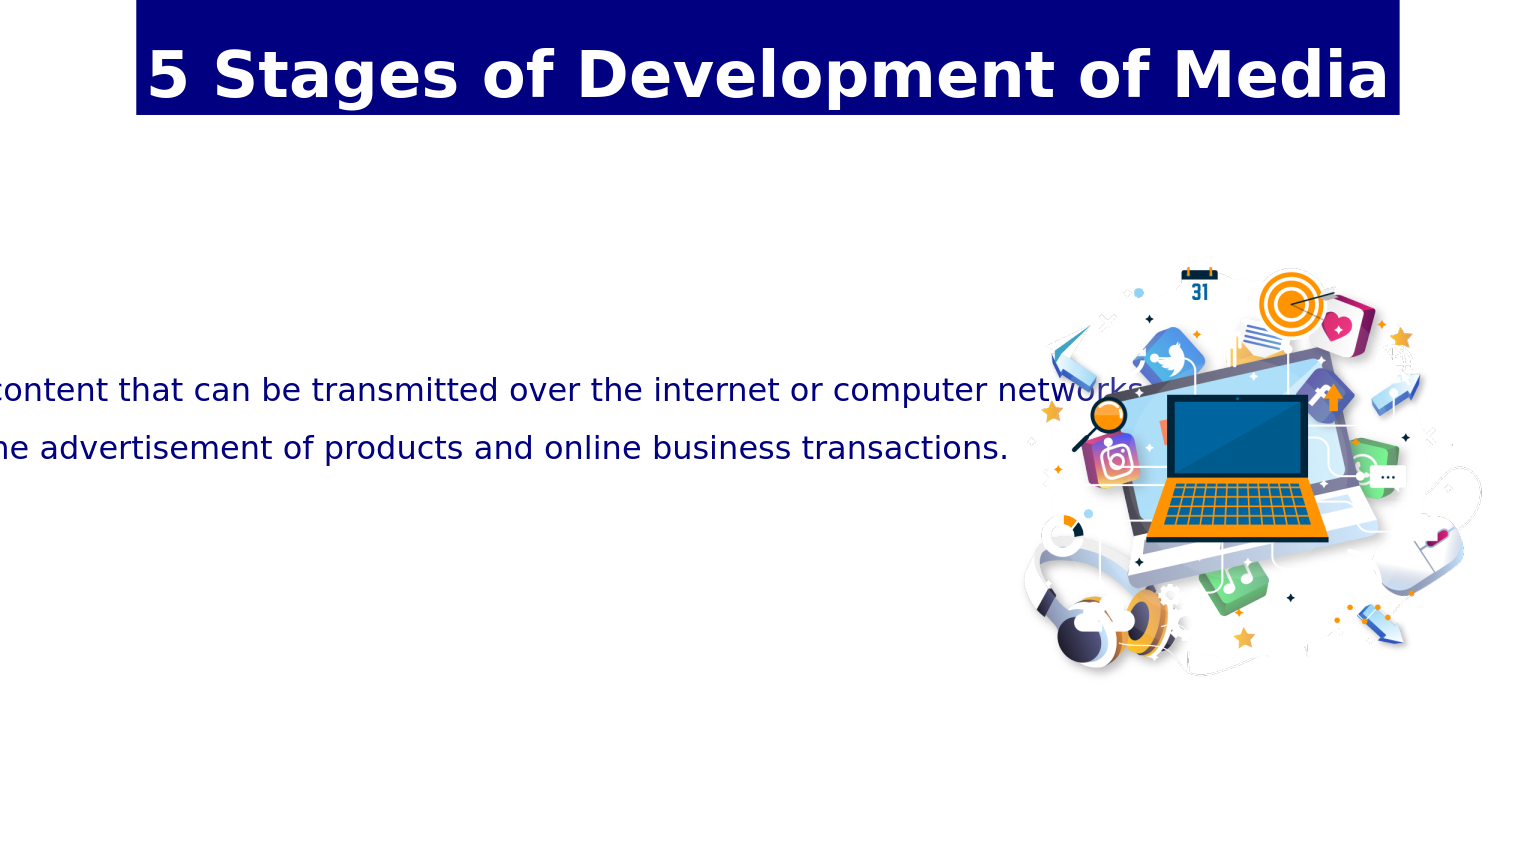 5 Stages of Development of Media
31
content that can be transmitted over the internet or computer networks
advertisement of products and online business transactions.